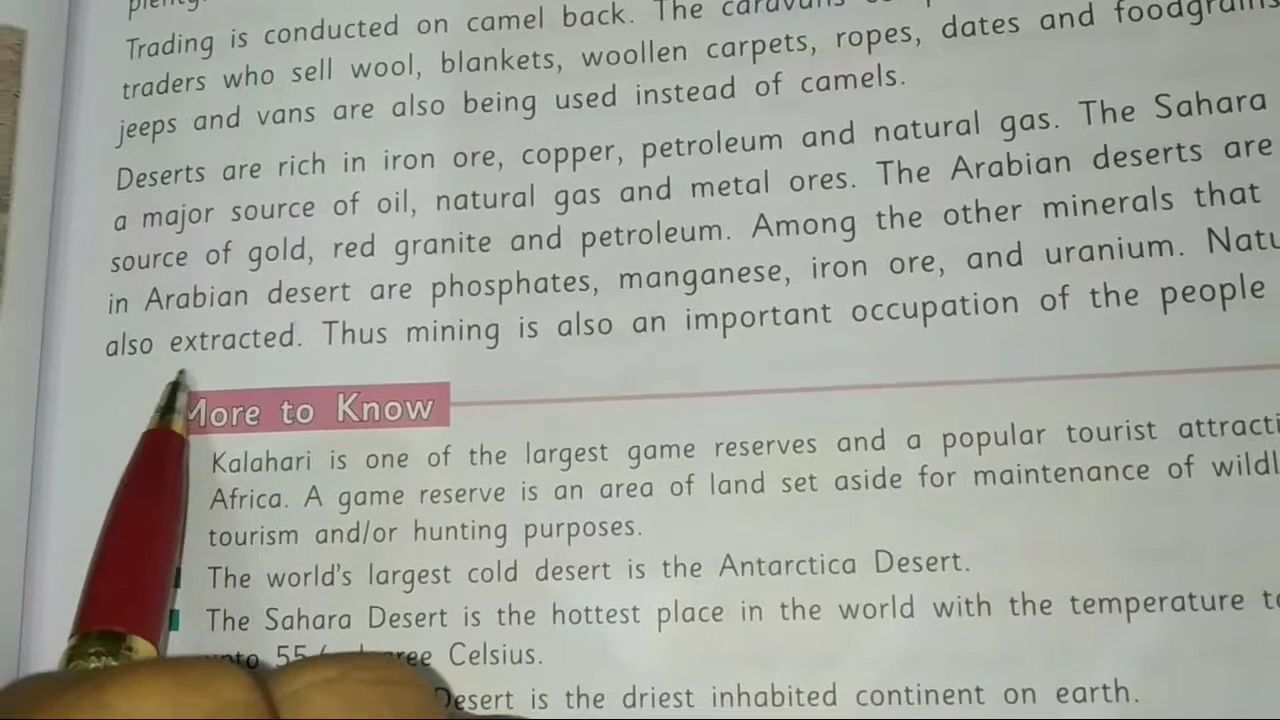 Trading is conducted on camel back. The caravans
traders who sell wool, blankets, woollen carpets, ropes, dates and foodgrains
jeeps and vans are also being used instead of camels.
Deserts are rich in iron ore, copper, petroleum and natural gas. The Sahara
a major source of oil, natural gas and metal ores. The Arabian deserts are
source of gold, red granite and petroleum. Among the other minerals that
in Arabian desert are phosphates, manganese, iron ore, and uranium.
also extracted. Thus mining is also an important occupation of the people
More to Know
Kalahari is one of the largest game reserves and a popular tourist
Africa. A game reserve is an area of land set aside for maintenance of
tourism and/or hunting purposes.
The world's largest cold desert is the Antarctica Desert.
The Sahara Desert is the hottest place in the world with the temperature
Celsius.
Desert is the driest inhabited continent on earth.